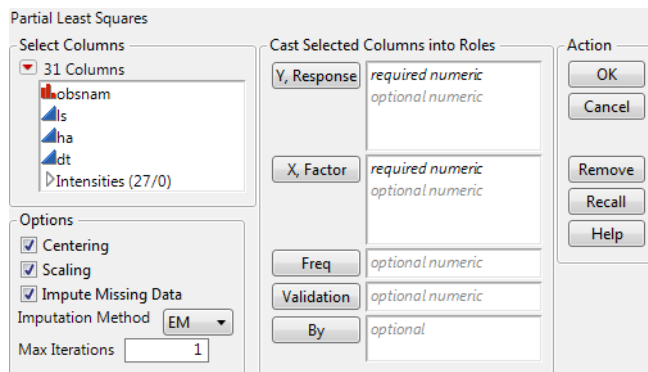 Partial Least Squares
Select Columns
31 Columns
obsnam
ls
ha
dt
Intensities (27/0)
Options
Centering
Scaling
Impute Missing Data
Imputation Method EM
Max Iterations 1
Cast Selected Columns into Roles
Y, Response required numeric
optional numeric
X, Factor required numeric
optional numeric
Freq optional numeric
Validation optional numeric
By optional
Action
OK
Cancel
Remove
Recall
Help